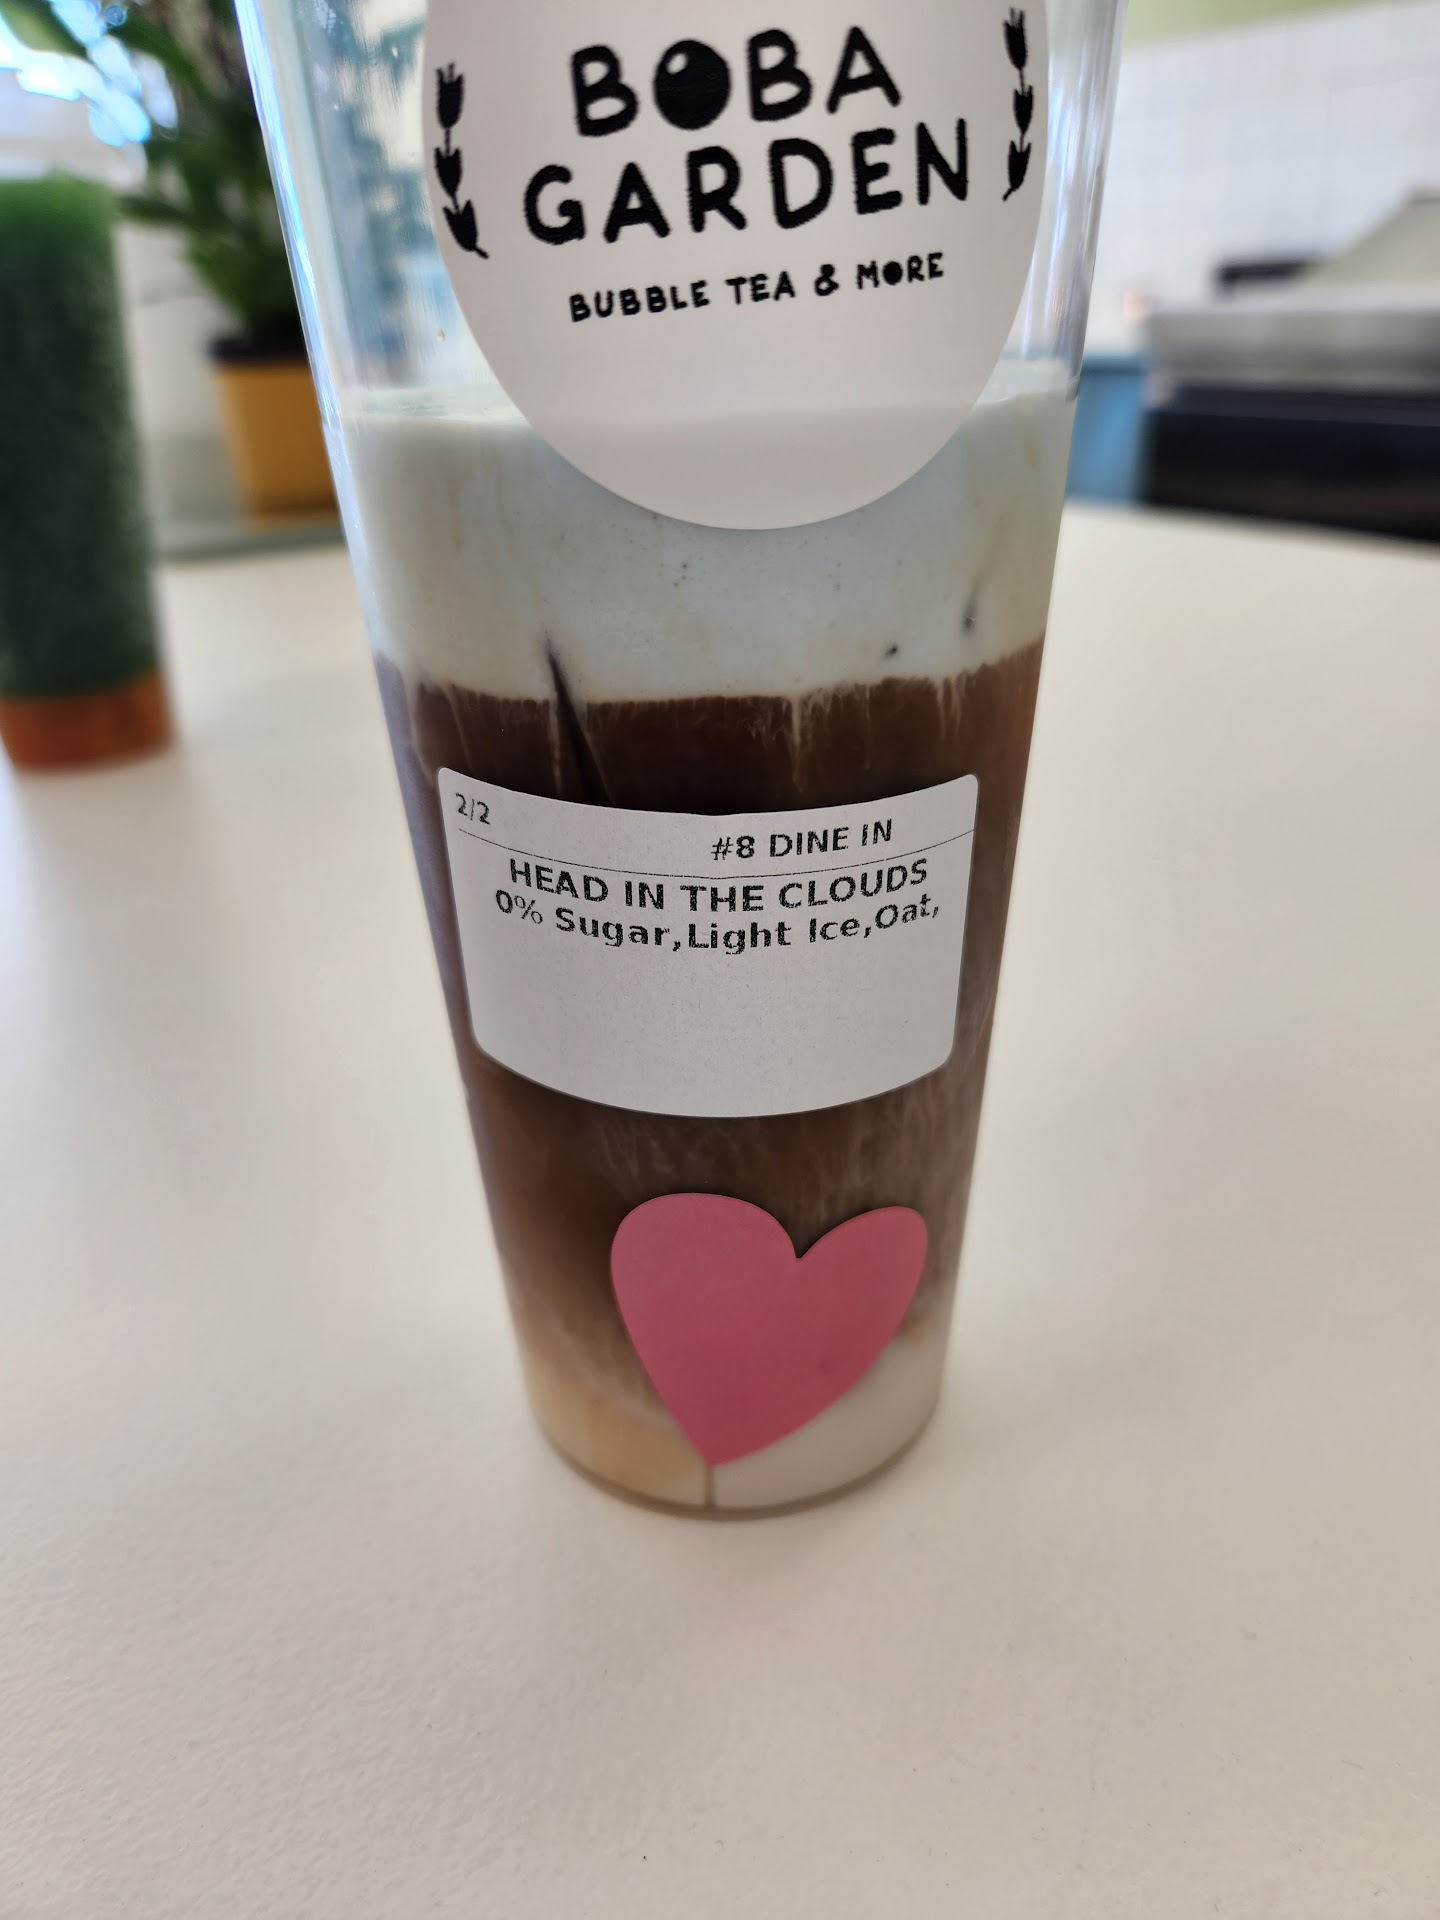 BOBA
GARDEN
BUBBLE TEA & MORE
2/2
#8 DINE IN
HEAD IN THE CLOUDS
0% Sugar,Light Ice,Oat,